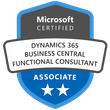 Microsoft
CERTIFIED
DYNAMICS 365
BUSINESS CENTRAL
FUNCTIONAL CONSULTANT
ASSOCIATE